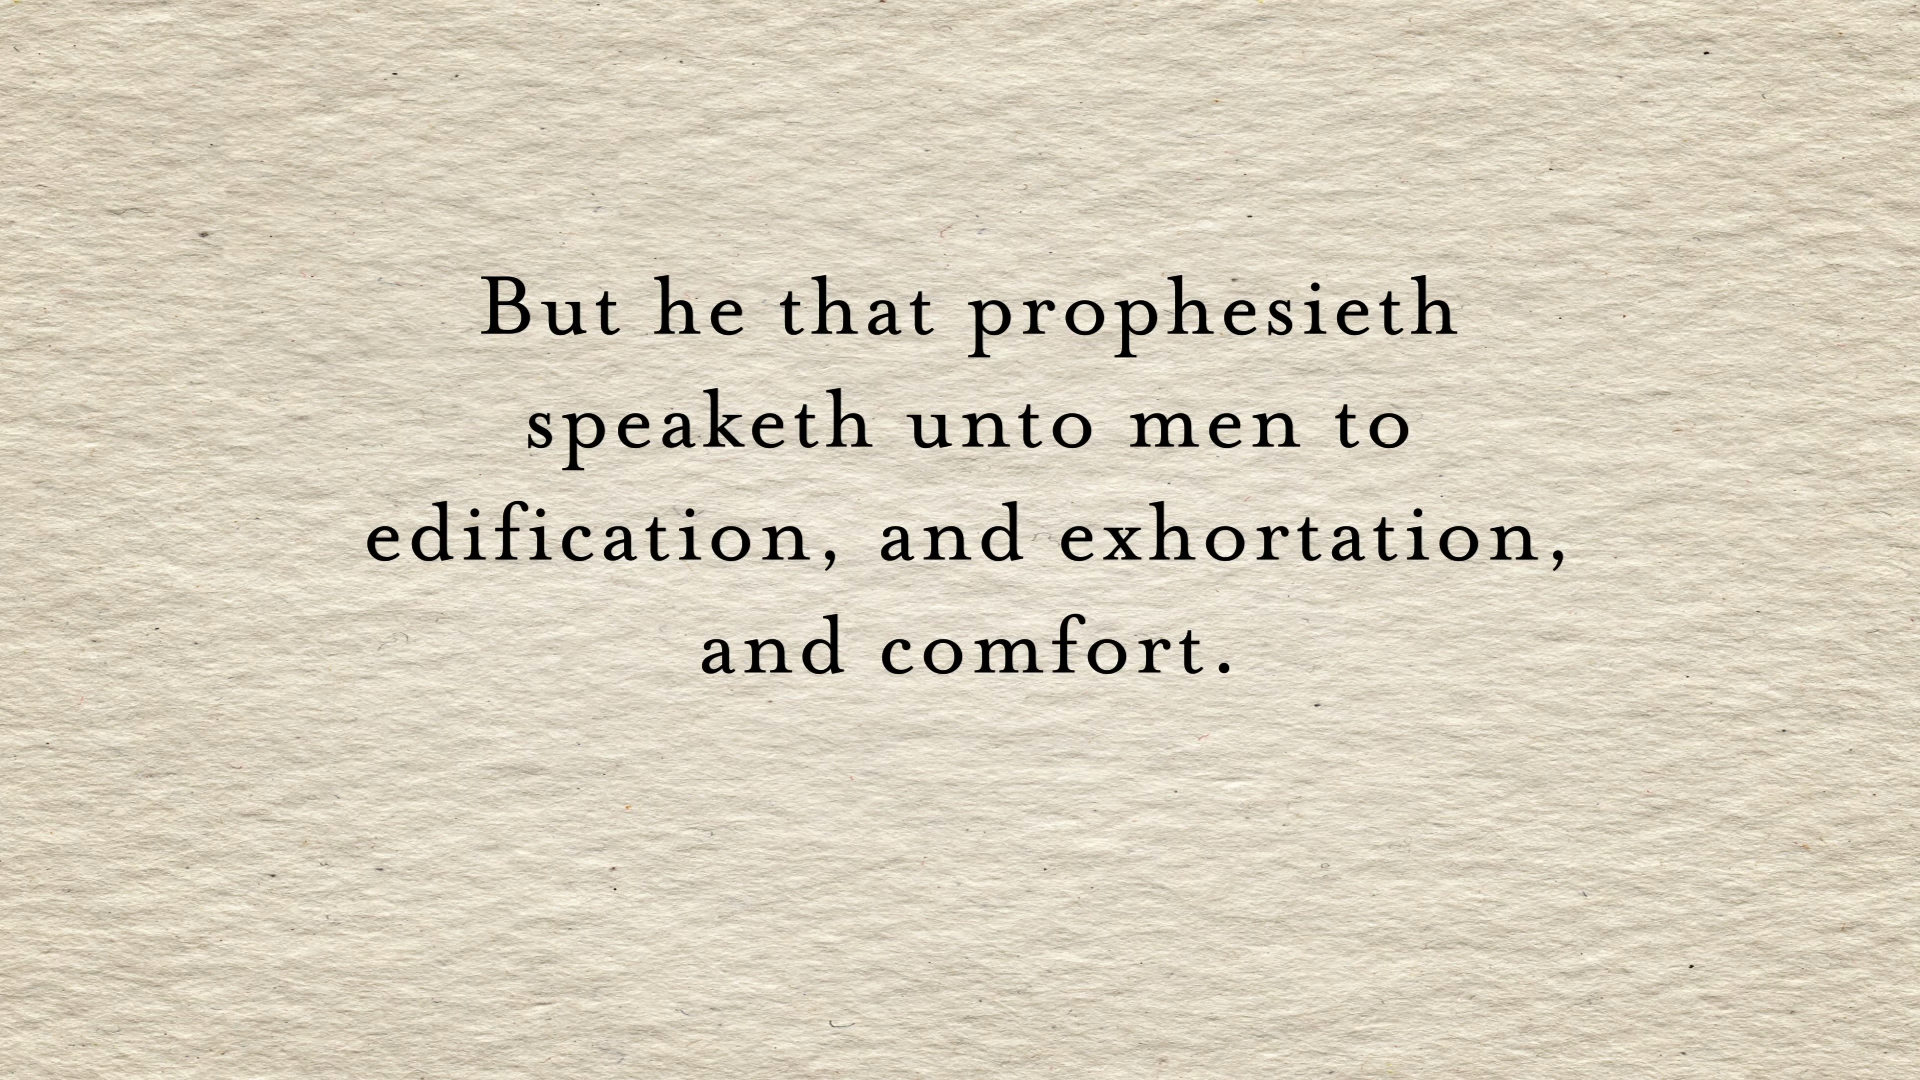 But he that prophesieth
speaketh unto men to
edification, and exhortation,
and comfort.